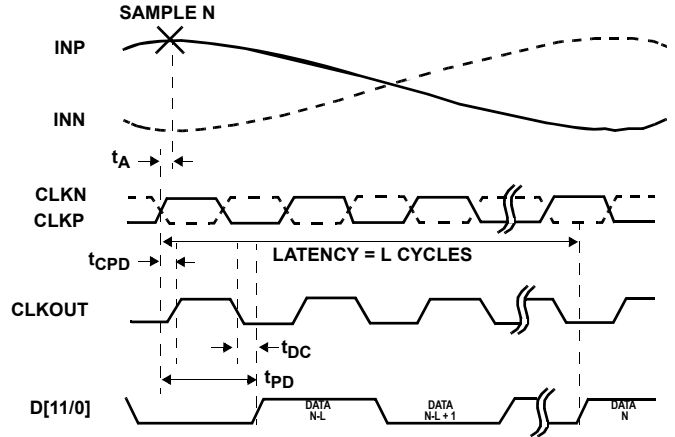 SAMPLE N
INP
INN
tA
CLKN
CLKP
LATENCY = L CYCLES
tCPD
CLKOUT
tDC
tPD
D[11/0]
DATA
N-L
DATA
N-L + 1
DATA
N